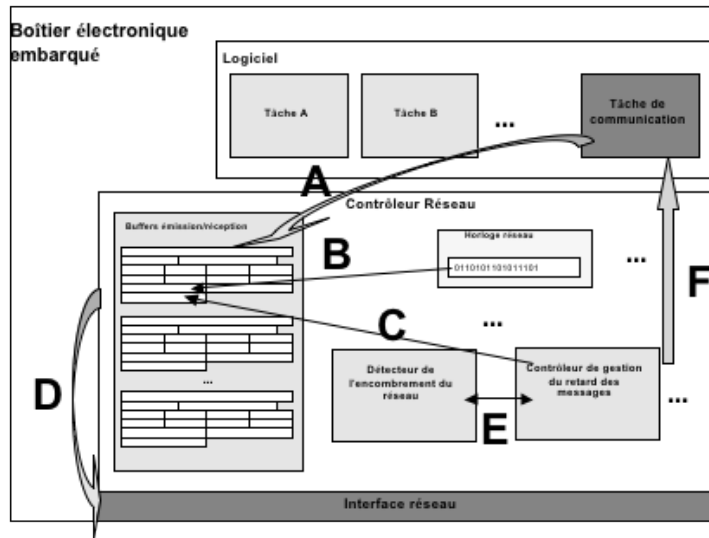 Boîtier électronique
embarqué
Logiciel
Tâche A
Tâche B
...
Tâche de
communication
A
Contrôleur Réseau
Buffers émission/réception
Horloge réseau
0110101101011101
...
B
F
...
C
D
Détecteur de
l'encombrement du
réseau
Contrôleur de gestion
du retard des
messages
...
...
E
Interface réseau